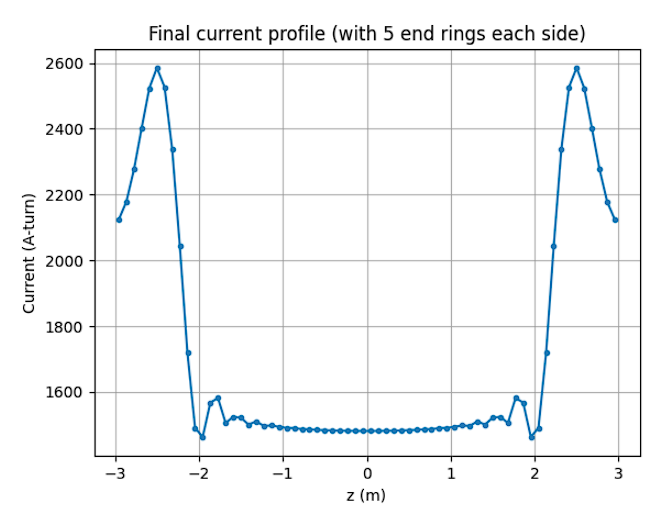 Final current profile (with 5 end rings each side)
2600
2400
2200
2000
1800
1600
Current (A-turn)
−3 −2 −1 0 1 2 3
z (m)